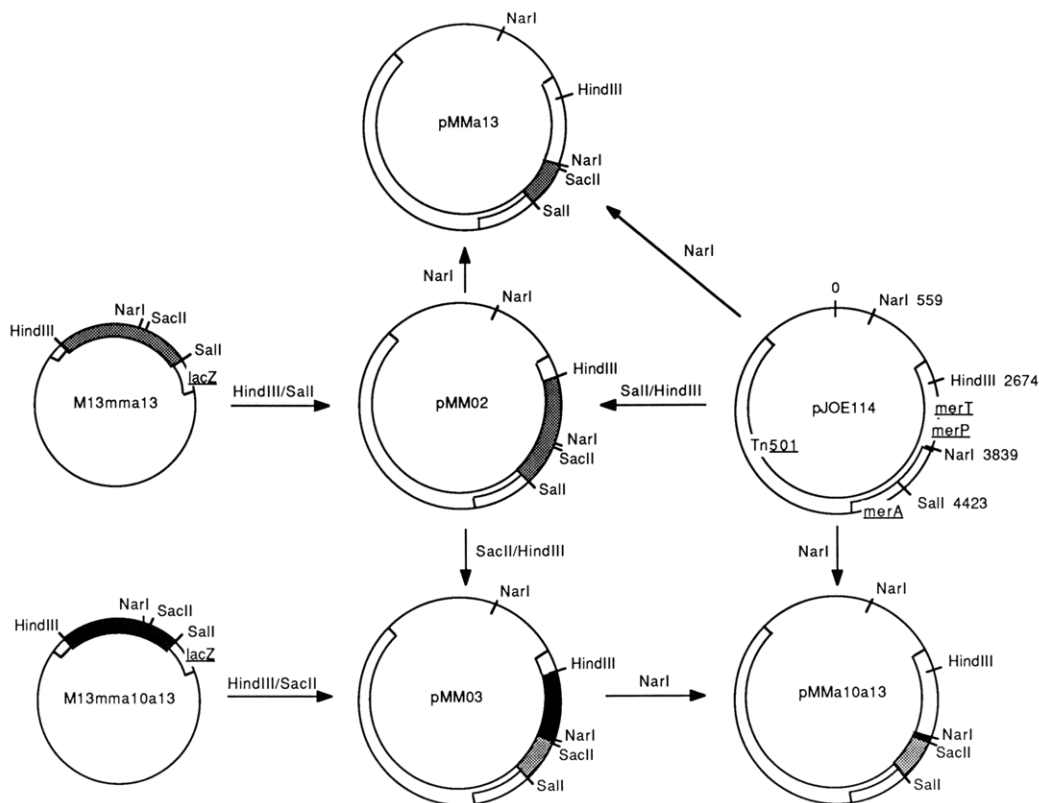 NarI
HindIII
pMMa13
NarI
SacII
SalI
NarI
NarI
NarI
0
NarI 559
HindIII
NarI
SacII
SalI
lacZ
M13mma13
HindIII/SalI
HindIII
pMM02
NarI
SacII
SalI
SalI/HindIII
HindIII 2674
pJOE114
merT
merP
Tn501
NarI 3839
SalI 4423
merA
SacII/HindIII
NarI
NarI
NarI
HindIII
NarI
SacII
SalI
lacZ
M13mma10a13
HindIII/SacII
HindIII
pMM03
NarI
SacII
SalI
NarI
HindIII
pMMa10a13
NarI
SacII
SalI